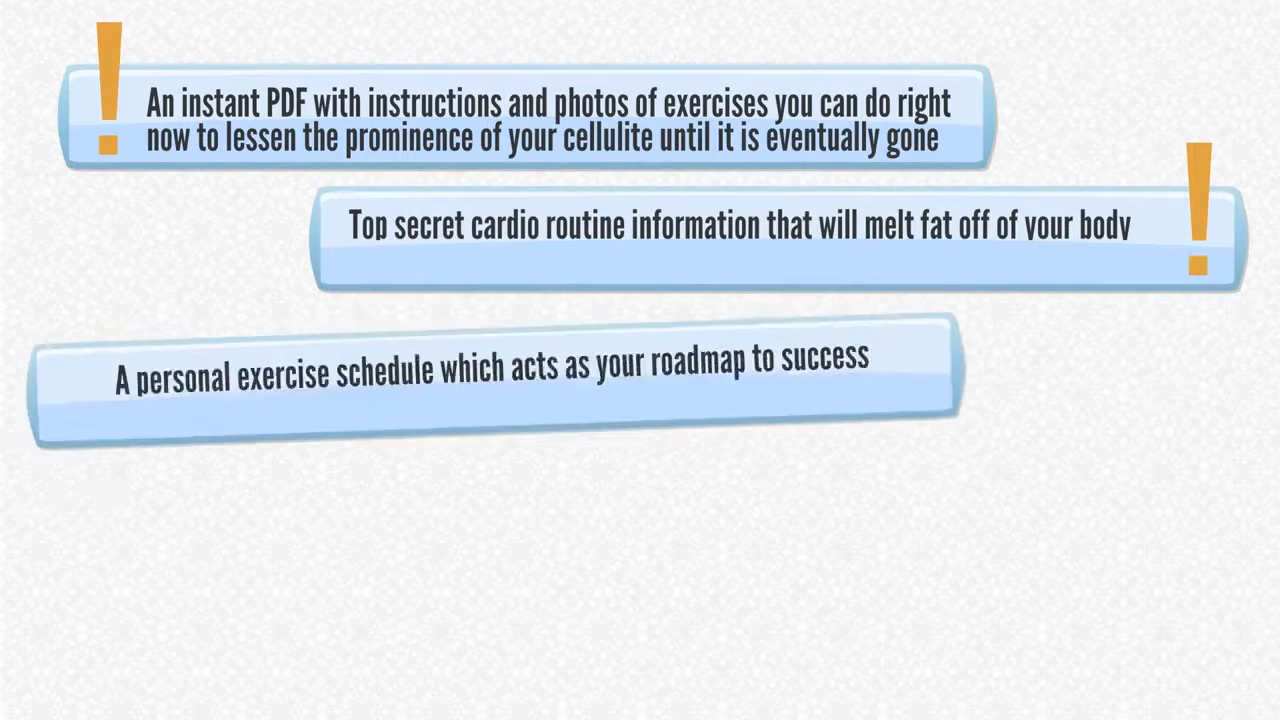 An instant PDF with instructions and photos of exercises you can do right
now to lessen the prominence of your cellulite until it is eventually gone
Top secret cardio routine information that will melt fat off of your body
A personal exercise schedule which acts as your roadmap to success